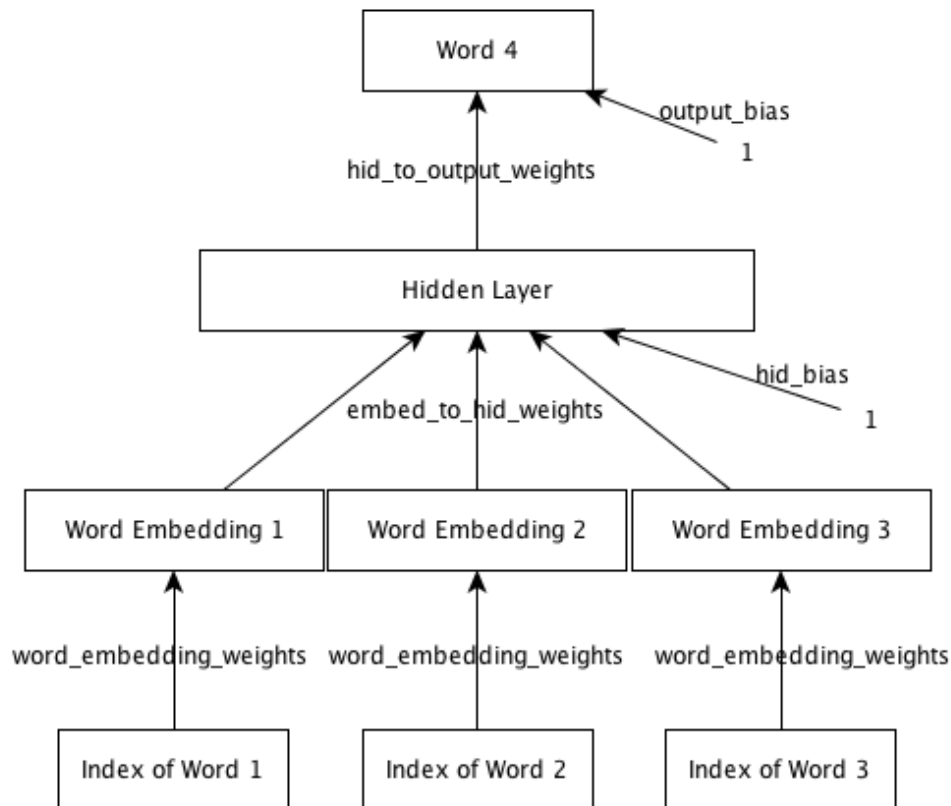 Word 4
output_bias
1
hid_to_output_weights
Hidden Layer
hid_bias
1
embed_to_hid_weights
Word Embedding 1
Word Embedding 2
Word Embedding 3
word_embedding_weights
word_embedding_weights
word_embedding_weights
Index of Word 1
Index of Word 2
Index of Word 3